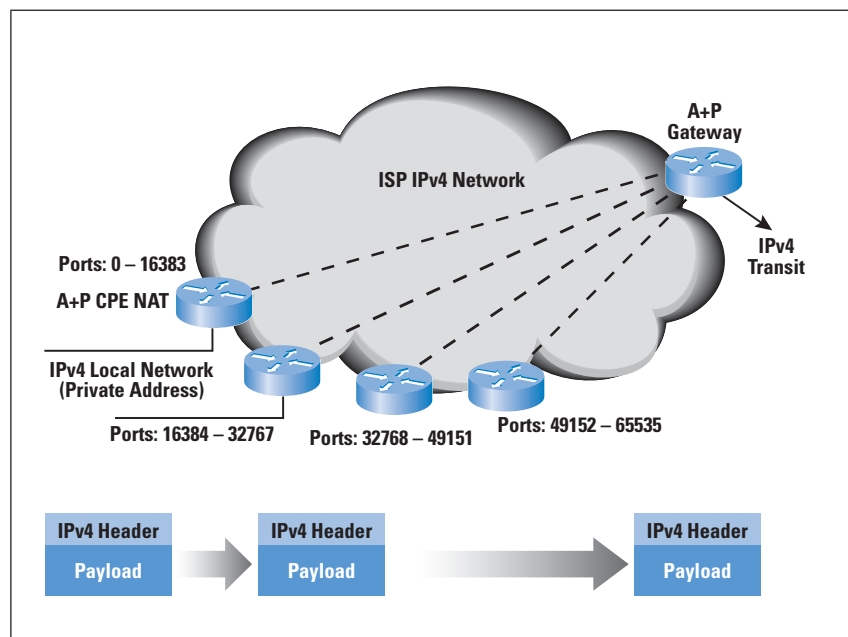 A+P
Gateway
ISP IPv4 Network
IPv4
Transit
Ports: 0 – 16383
A+P CPE NAT
IPv4 Local Network
(Private Address)
Ports: 16384 – 32767
Ports: 32768 – 49151
Ports: 49152 – 65535
IPv4 Header
Payload
IPv4 Header
Payload
IPv4 Header
Payload